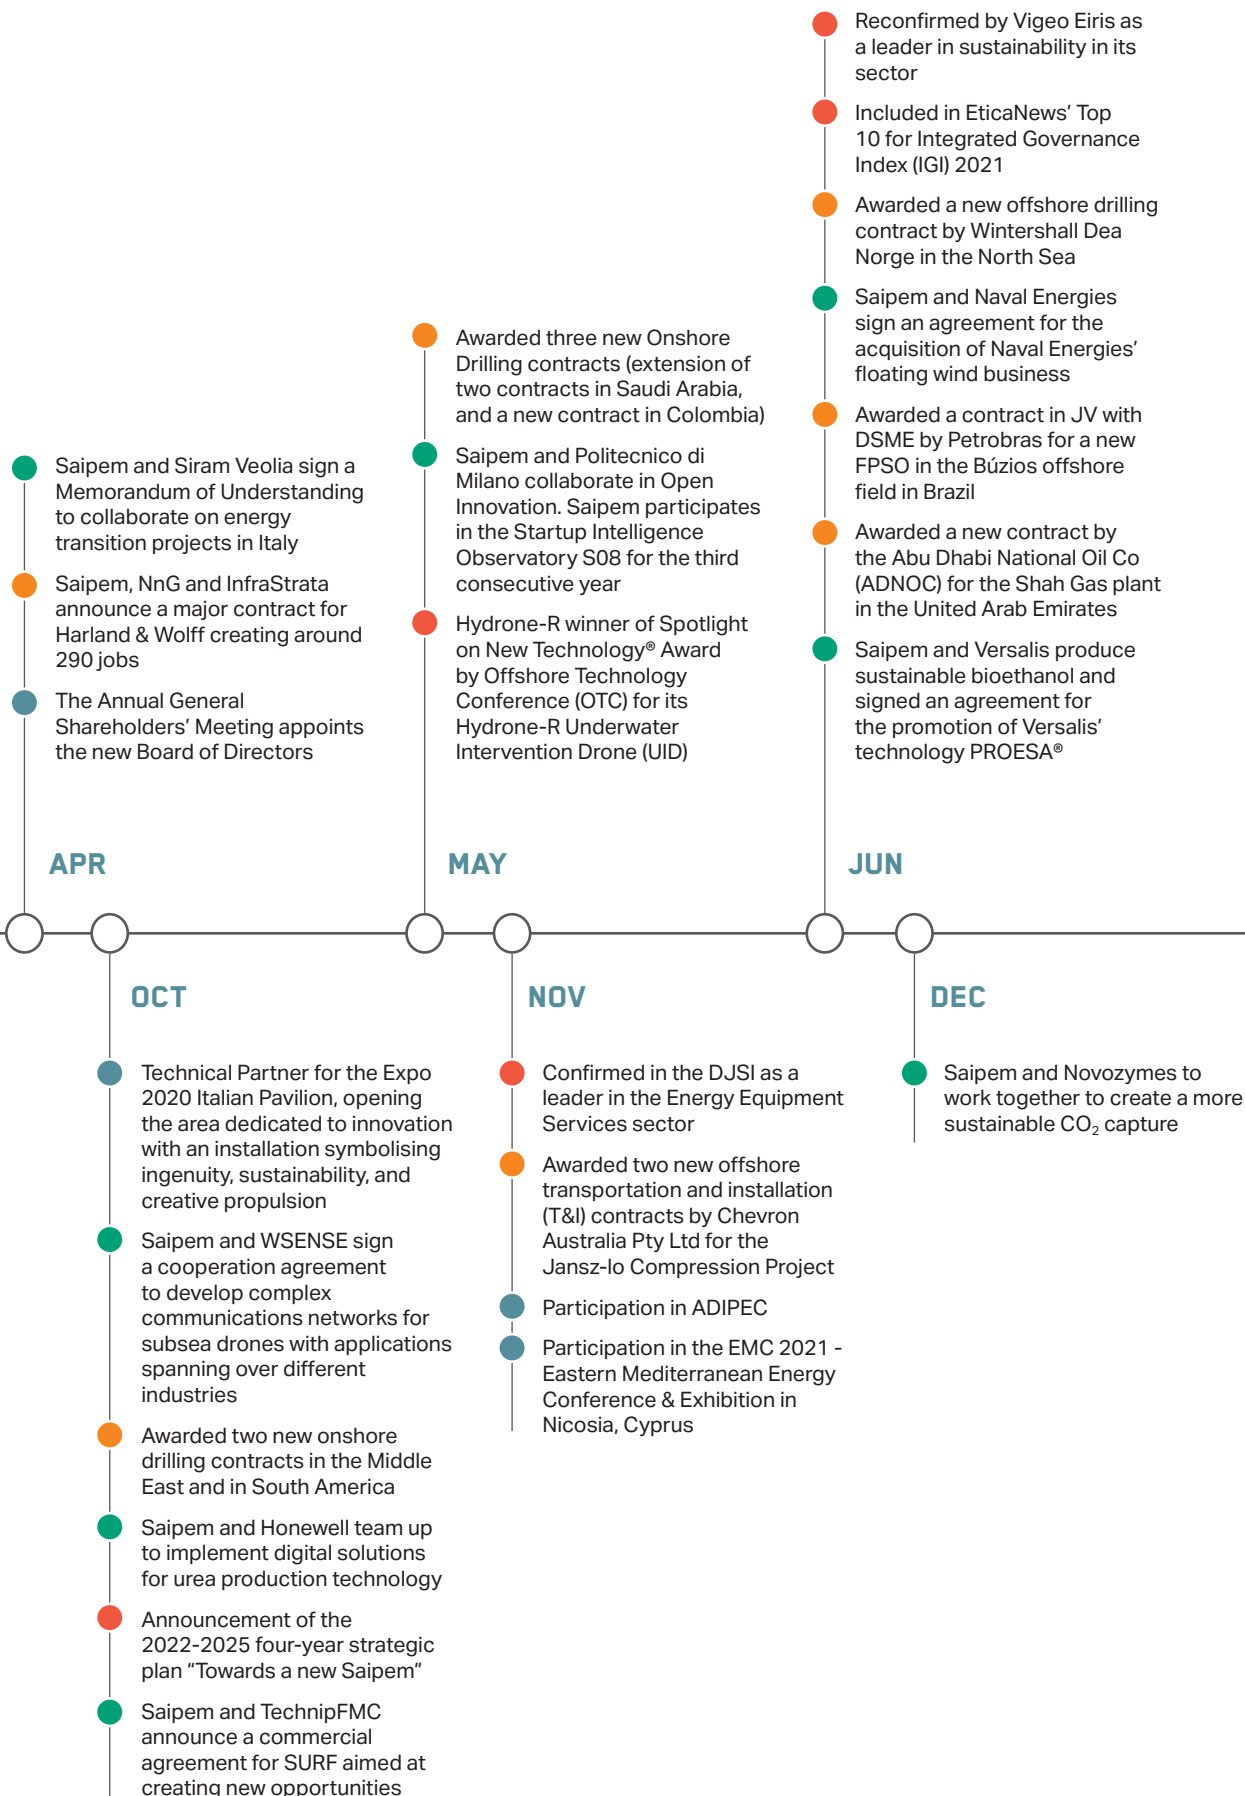 Reconfirmed by Vigeo Eiris as
a leader in sustainability in its
sector
Included in EticaNews’ Top
10 for Integrated Governance
Index (IGI) 2021
Awarded a new offshore drilling
contract by Wintershall Dea
Norge in the North Sea
Saipem and Naval Energies
sign an agreement for the
acquisition of Naval Energies’
floating wind business
Awarded a contract in JV with
DSME by Petrobras for a new
FPSO in the Búzios offshore
field in Brazil
Awarded a new contract by
the Abu Dhabi National Oil Co
(ADNOC) for the Shah Gas plant
in the United Arab Emirates
Saipem and Versalis produce
sustainable bioethanol and
signed an agreement for
the promotion of Versalis’
technology PROESA®
Awarded three new Onshore
Drilling contracts (extension of
two contracts in Saudi Arabia,
and a new contract in Colombia)
Saipem and Politecnico di
Milano collaborate in Open
Innovation. Saipem participates
in the Startup Intelligence
Observatory S08 for the third
consecutive year
Hydrone-R winner of Spotlight
on New Technology® Award
by Offshore Technology
Conference (OTC) for its
Hydrone-R Underwater
Intervention Drone (UID)
Saipem and Siram Veolia sign a
Memorandum of Understanding
to collaborate on energy
transition projects in Italy
Saipem, NnG and InfraStrata
announce a major contract for
Harland & Wolff creating around
290 jobs
The Annual General
Shareholders’ Meeting appoints
the new Board of Directors
APR
MAY
JUN
OCT
NOV
DEC
Technical Partner for the Expo
2020 Italian Pavilion, opening
the area dedicated to innovation
with an installation symbolising
ingenuity, sustainability, and
creative propulsion
Saipem and WSENSE sign
a cooperation agreement
to develop complex
communications networks for
subsea drones with applications
spanning over different
industries
Awarded two new onshore
drilling contracts in the Middle
East and in South America
Saipem and Honewell team up
to implement digital solutions
for urea production technology
Announcement of the
2022-2025 four-year strategic
plan “Towards a new Saipem”
Saipem and TechnipFMC
announce a commercial
agreement for SURF aimed at
creating new opportunities
Confirmed in the DJSI as a
leader in the Energy Equipment
Services sector
Awarded two new offshore
transportation and installation
(T&I) contracts by Chevron
Australia Pty Ltd for the
Jansz-lo Compression Project
Participation in ADIPEC
Participation in the EMC 2021 -
Eastern Mediterranean Energy
Conference & Exhibition in
Nicosia, Cyprus
Saipem and Novozymes to
work together to create a more
sustainable CO₂ capture